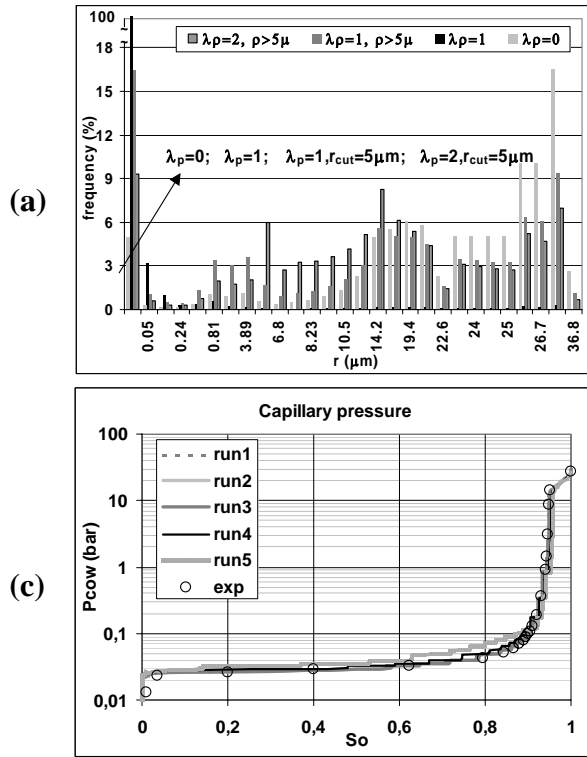 (a)
100
18
15
12
9
6
3
0
frequency (%)
λρ=2, ρ>5μ λρ=1, ρ>5μ λρ=1 λρ=0
λp=0; λp=1; λp=1,rcut=5μm; λp=2,rcut=5μm
0.05 0.24 0.81 3.89 6.8 8.23 10.5 14.2 19.4 22.6 24 25 26.7 36.8
r (μm)
(c)
Capillary pressure
100
10
1
0,1
0,01
Pcow (bar)
run1
run2
run3
run4
run5
exp
0 0,2 0,4 0,6 0,8 1
So